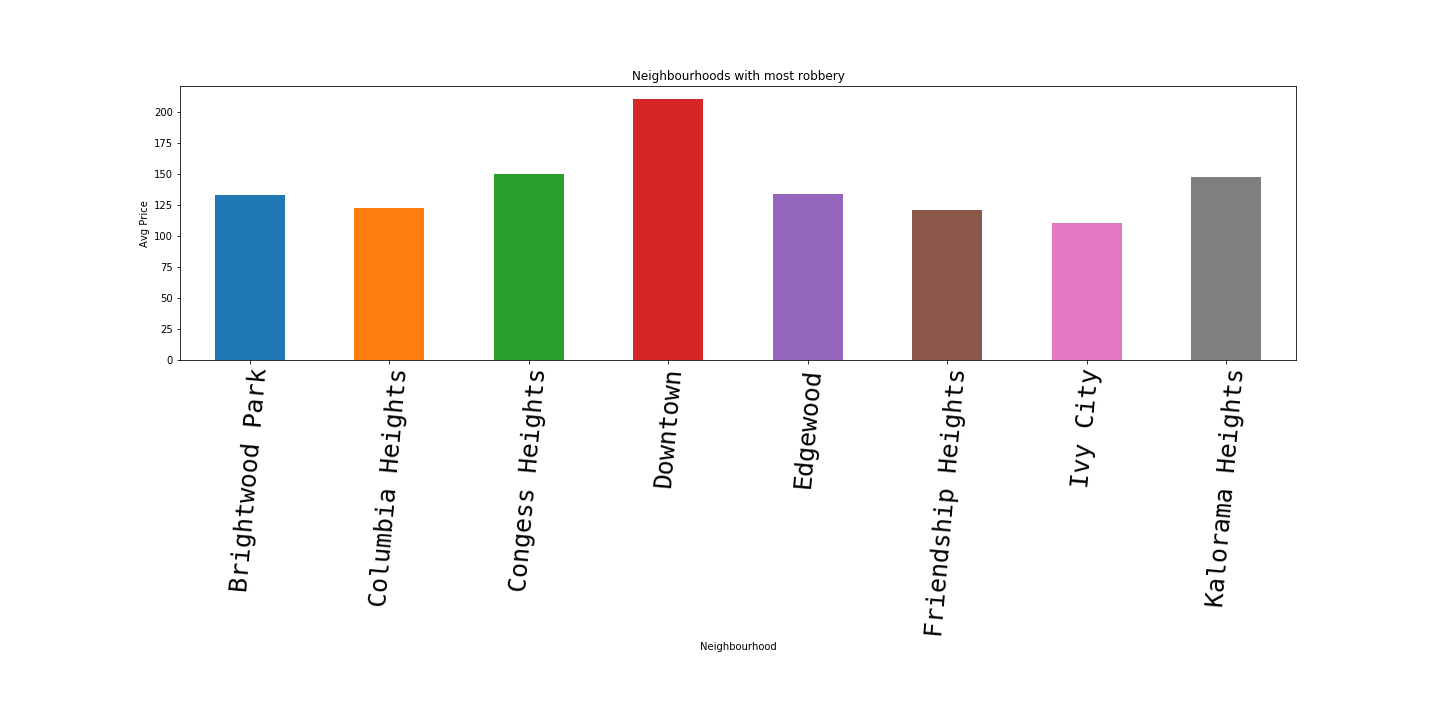 Neighbourhoods with most robbery
Avg Price
200
175
150
125
100
75
50
25
0
Brightwood Park
Columbia Heights
Congess Heights
Downtown
Edgewood
Friendship Heights
Ivy City
Kalorama Heights
Neighbourhood